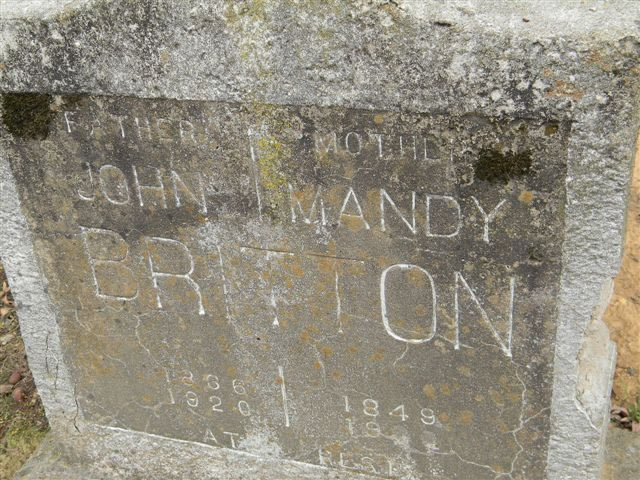 FATHER MOTHER
JOHN MANDY
BRITTON
1849
1920
AT REST